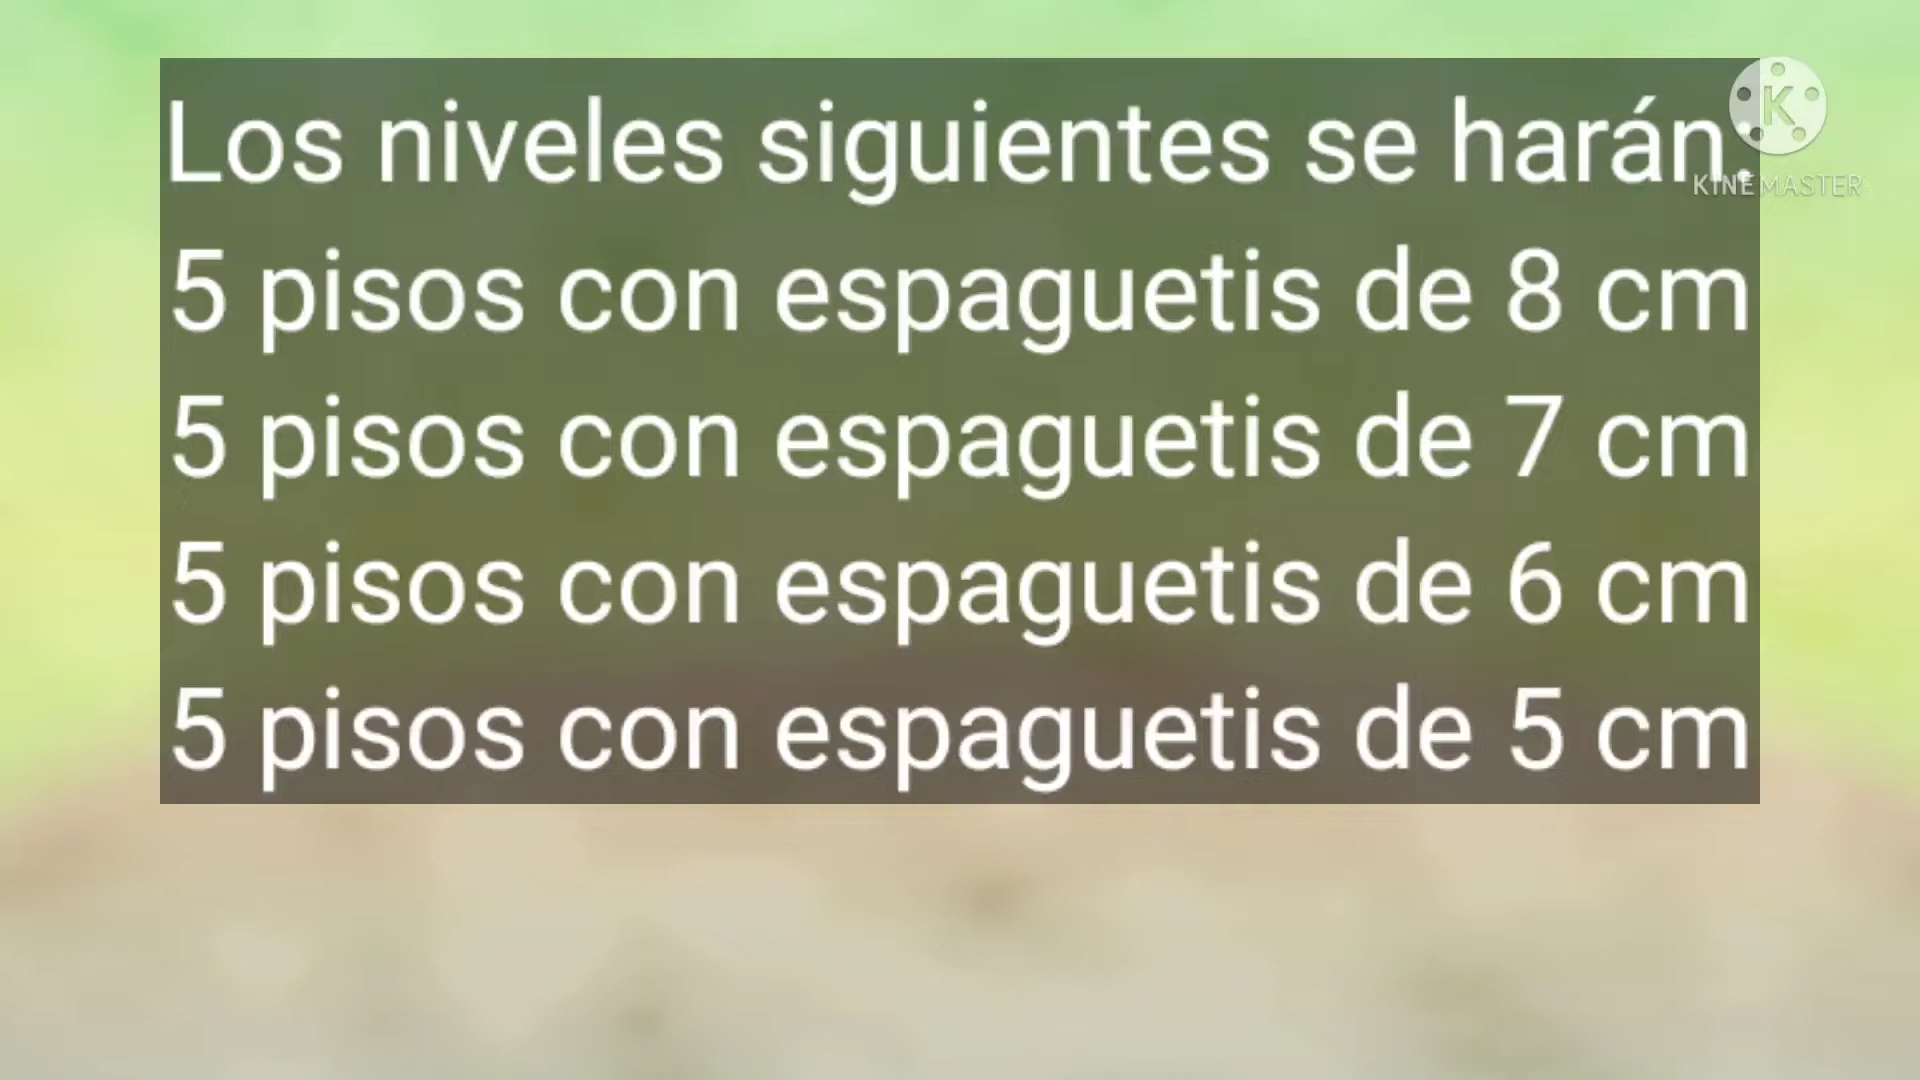 Los niveles siguientes se harán:
5 pisos con espaguetis de 8 cm
5 pisos con espaguetis de 7 cm
5 pisos con espaguetis de 6 cm
5 pisos con espaguetis de 5 cm
K
KINEMASTER